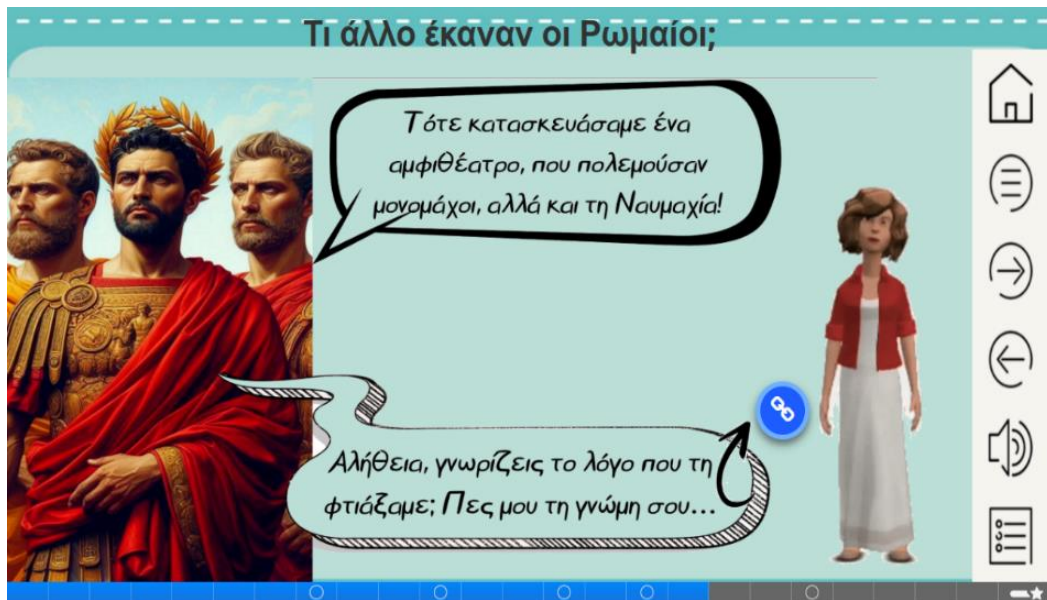 Τι άλλο έκαναν οι Ρωμαίοι;
Τότε κατασκευάσαμε ένα
αμφιθέατρο, που πολεμούσαν
μονομάχοι, αλλά και τη Ναυμαχία!
Αλήθεια, γνωρίζεις το λόγο που τη
φτιάξαμε; Πες μου τη γνώμη σου...